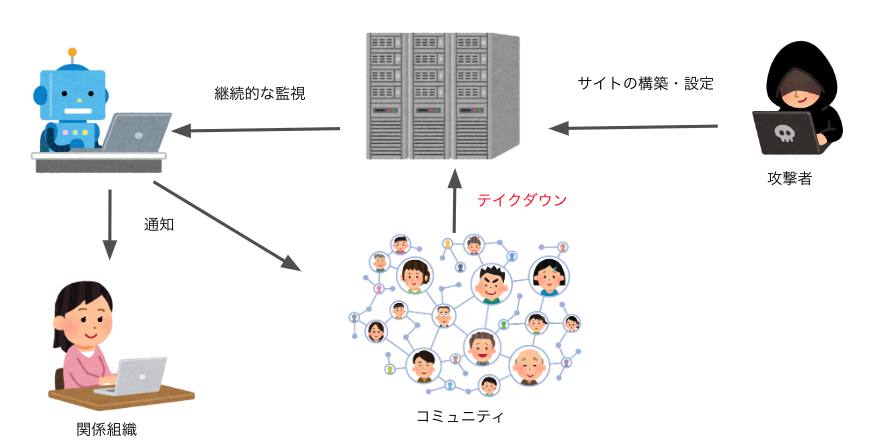 サイトの構築・設定
継続的な監視
攻撃者
テイクダウン
通知
コミュニティ
関係組織